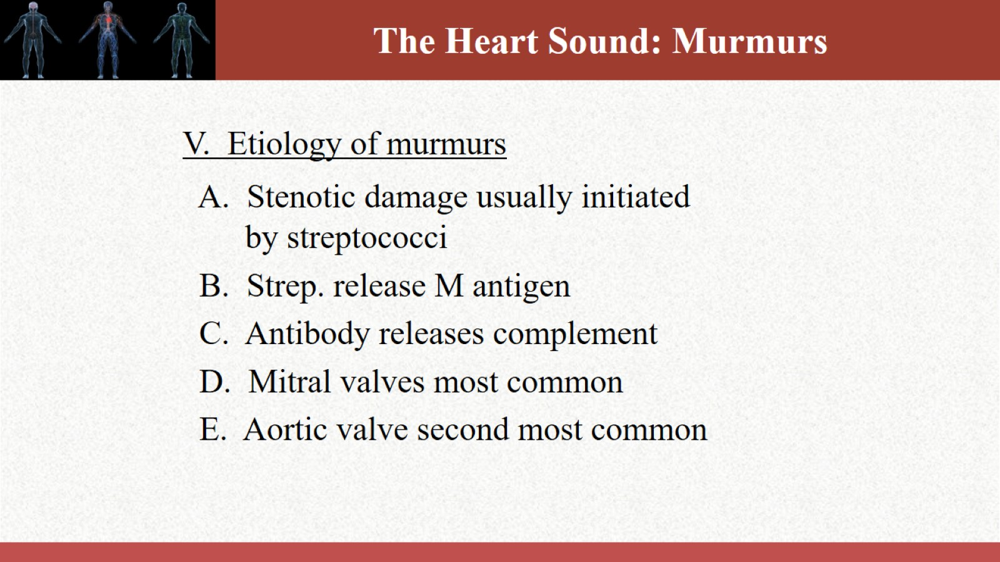 The Heart Sound: Murmurs
V. Etiology of murmurs
A. Stenotic damage usually initiated
by streptococci
B. Strep. release M antigen
C. Antibody releases complement
D. Mitral valves most common
E. Aortic valve second most common